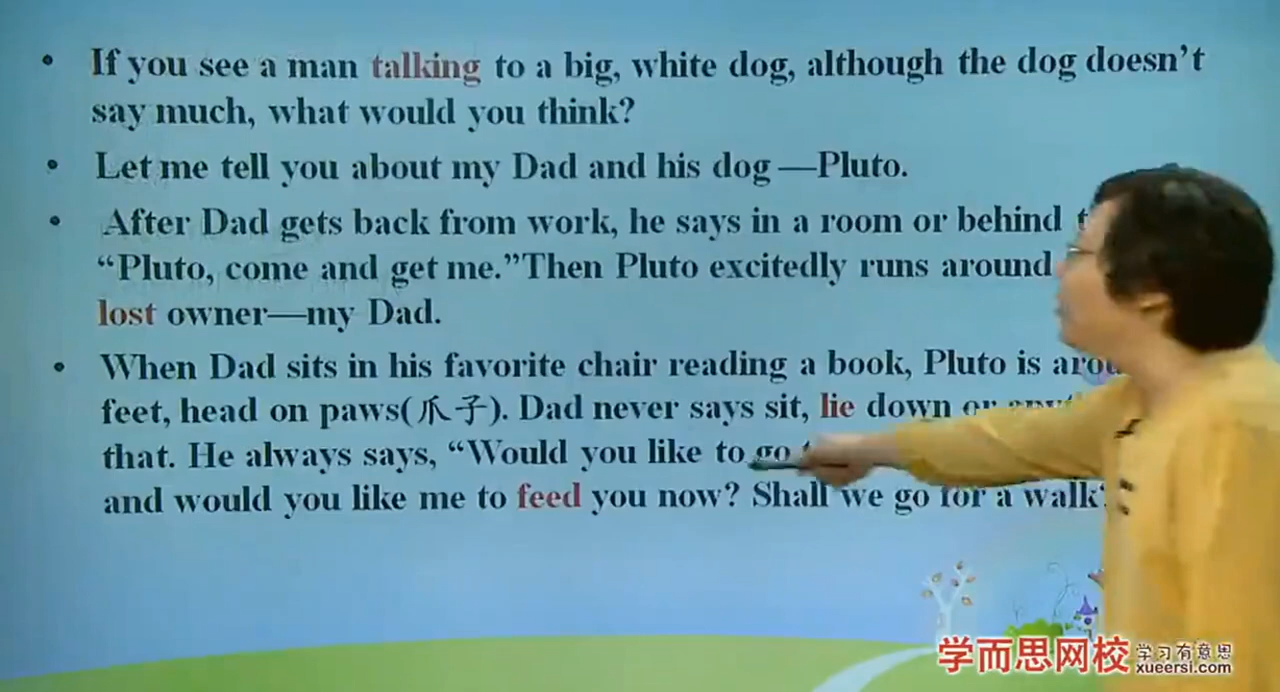 • If you see a man talking to a big, white dog, although the dog doesn't
say much, what would you think?
• Let me tell you about my Dad and his dog —Pluto.
• After Dad gets back from work, he says in a room or behind
“Pluto, come and get me.”Then Pluto excitedly runs around
lost owner—my Dad.
• When Dad sits in his favorite chair reading a book, Pluto is
feet, head on paws(爪子). Dad never says sit, lie down or
that. He always says, “Would you like to go
and would you like me to feed you now? Shall we go for a walk
学而思网校 学习有意思
xueersi.com